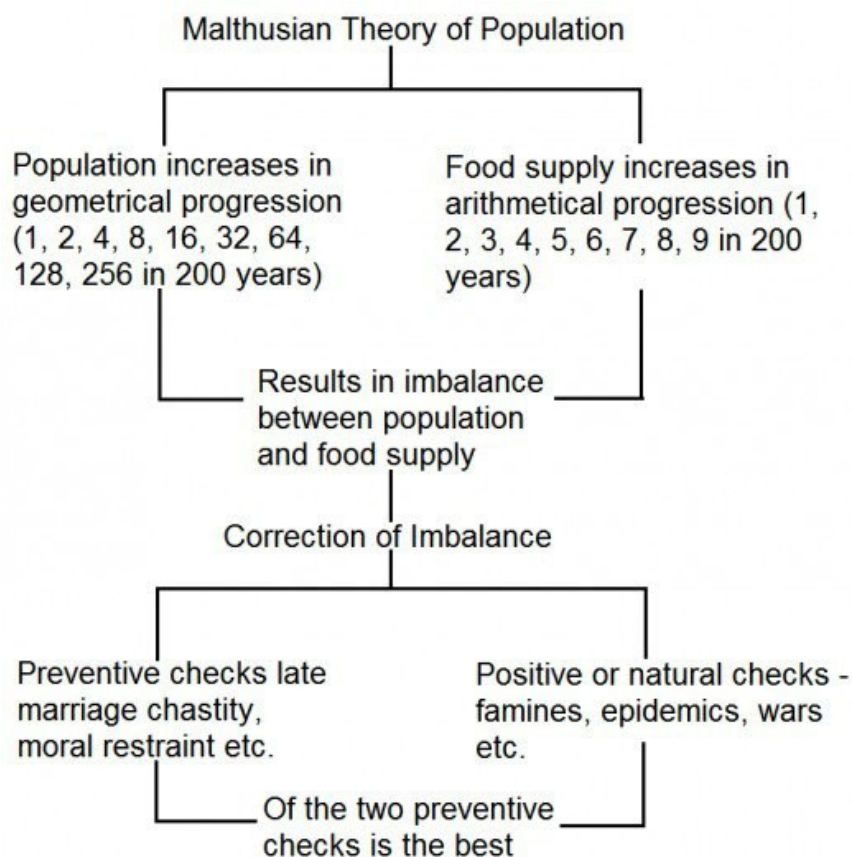 Malthusian Theory of Population
Population increases in
geometrical progression
(1, 2, 4, 8, 16, 32, 64,
128, 256 in 200 years)
Food supply increases in
arithmetical progression (1,
2, 3, 4, 5, 6, 7, 8, 9 in 200
years)
Results in imbalance
between population
and food supply
Correction of Imbalance
Preventive checks late
marriage chastity,
moral restraint etc.
Positive or natural checks -
famines, epidemics, wars
etc.
Of the two preventive
checks is the best